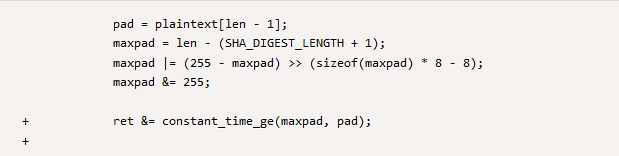 pad = plaintext[len - 1];
maxpad = len - (SHA_DIGEST_LENGTH + 1);
maxpad |= (255 - maxpad) >> (sizeof(maxpad) * 8 - 8);
maxpad &= 255;
+ ret &= constant_time_ge(maxpad, pad);
+